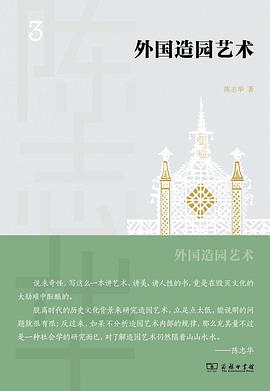 3
陈志华
外国造园艺术
陈志华 著
外国造园艺术
说来奇怪,写这么一本讲艺术,讲美,讲人性的书,竟是在毁灭文化的
大劫难中酝酿的。
脱离时代的历史文化背景来研究造园艺术,立足点太低,能说明的问
题就很有限;反过来,如果不分析造园艺术内部的规律,那么充其量不过
是一种社会学的研究而已,对了解造园艺术仍然隔着山山水水。
——陈志华
商务印书馆